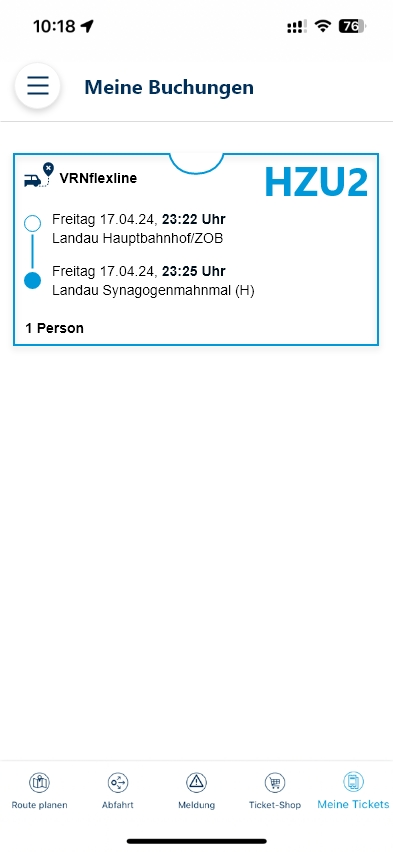 10:18
76
Meine Buchungen
VRNflexline
HZU2
Freitag 17.04.24, 23:22 Uhr
Landau Hauptbahnhof/ZOB
Freitag 17.04.24, 23:25 Uhr
Landau Synagogenmahnmal (H)
1 Person
Route planen
Abfahrt
Meldung
Ticket-Shop
Meine Tickets